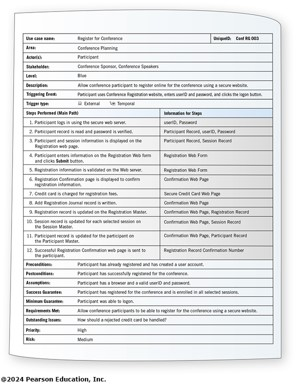 Use case name: Register for Conference UniqueID: Conf RG 003
Area: Conference Planning
Actor(s): Participant
Stakeholder: Conference Sponsor, Conference Speakers
Level: Blue
Description: Allow conference participant to register online for the conference using a secure website.
Triggering Event: Participant uses Conference Registration website, enters userID and password, and clicks the logon button.
Trigger type: External Temporal
Steps Performed (Main Path) Information for Steps
1. Participant logs in using the secure web server. userID, Password
2. Participant record is read and password is verified. Participant Record, userID, Password
3. Participant and session information is displayed on the Participant Record, Session Record
Registration web page.
4. Participant enters information on the Registration Web form Registration Web Form
and clicks Submit button.
5. Registration information is validated on the Web server. Registration Web Form
6. Registration Confirmation page is displayed to confirm Confirmation Web Page
registration information.
7. Credit card is charged for registration fees. Secure Credit Card Web Page
8. Add Registration Journal record is written. Confirmation Web Page
9. Registration record is updated on the Registration Master. Confirmation Web Page, Registration Record
10. Session record is updated for each selected session on Confirmation Web Page, Session Record
the Session Master.
11. Participant record is updated for the participant on Confirmation Web Page, Participant Record
the Participant Master.
12. Successful Registration Confirmation web page is sent to Registration Record Confirmation Number
the participant.
Preconditions: Participant has already registered and has created a user account.
Postconditions: Participant has successfully registered for the conference.
Assumptions: Participant has a browser and a valid userID and password.
Success Guarantee: Participant has registered for the conference and is enrolled in all selected sessions.
Minimum Guarantee: Participant was able to logon.
Requirements Met: Allow conference participants to be able to register for the conference using a secure website.
Outstanding Issues: How should a rejected credit card be handled?
Priority: High
Risk: Medium
©2024 Pearson Education, Inc.